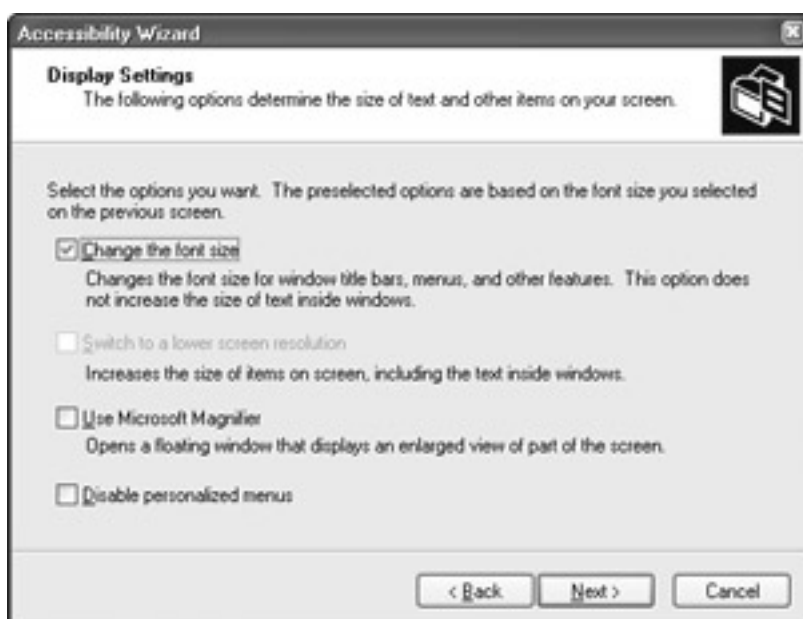 Accessibility Wizard
Display Settings
The following options determine the size of text and other items on your screen.
Select the options you want. The preselected options are based on the font size you selected
on the previous screen.
Change the font size
Changes the font size for window title bars, menus, and other features. This option does
not increase the size of text inside windows.
Switch to a lower screen resolution
Increases the size of items on screen, including the text inside windows.
Use Microsoft Magnifier
Opens a floating window that displays an enlarged view of part of the screen.
Disable personalized menus
< Back Next > Cancel